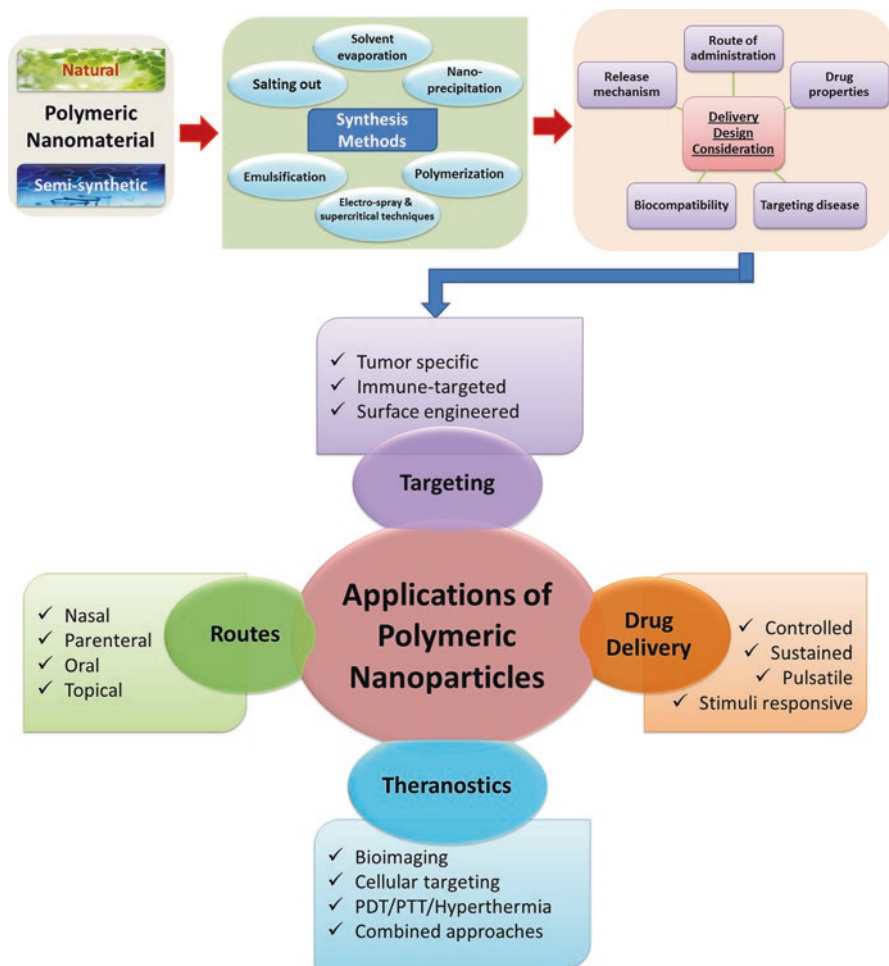 Natural
Polymeric
Nanomaterial
Semi-synthetic
Solvent
evaporation
Salting out
Nano-
precipitation
Synthesis
Methods
Emulsification
Polymerization
Electro-spray &
supercritical techniques
Route of
administration
Release
mechanism
Drug
properties
Delivery
Design
Consideration
Biocompatibility
Targeting disease
✓ Tumor specific
✓ Immune-targeted
✓ Surface engineered
Targeting
✓ Nasal
✓ Parenteral
✓ Oral
✓ Topical
Routes
Applications of
Polymeric
Nanoparticles
Drug
Delivery
✓ Controlled
✓ Sustained
✓ Pulsatile
✓ Stimuli responsive
Theranostics
✓ Bioimaging
✓ Cellular targeting
✓ PDT/PTT/Hyperthermia
✓ Combined approaches